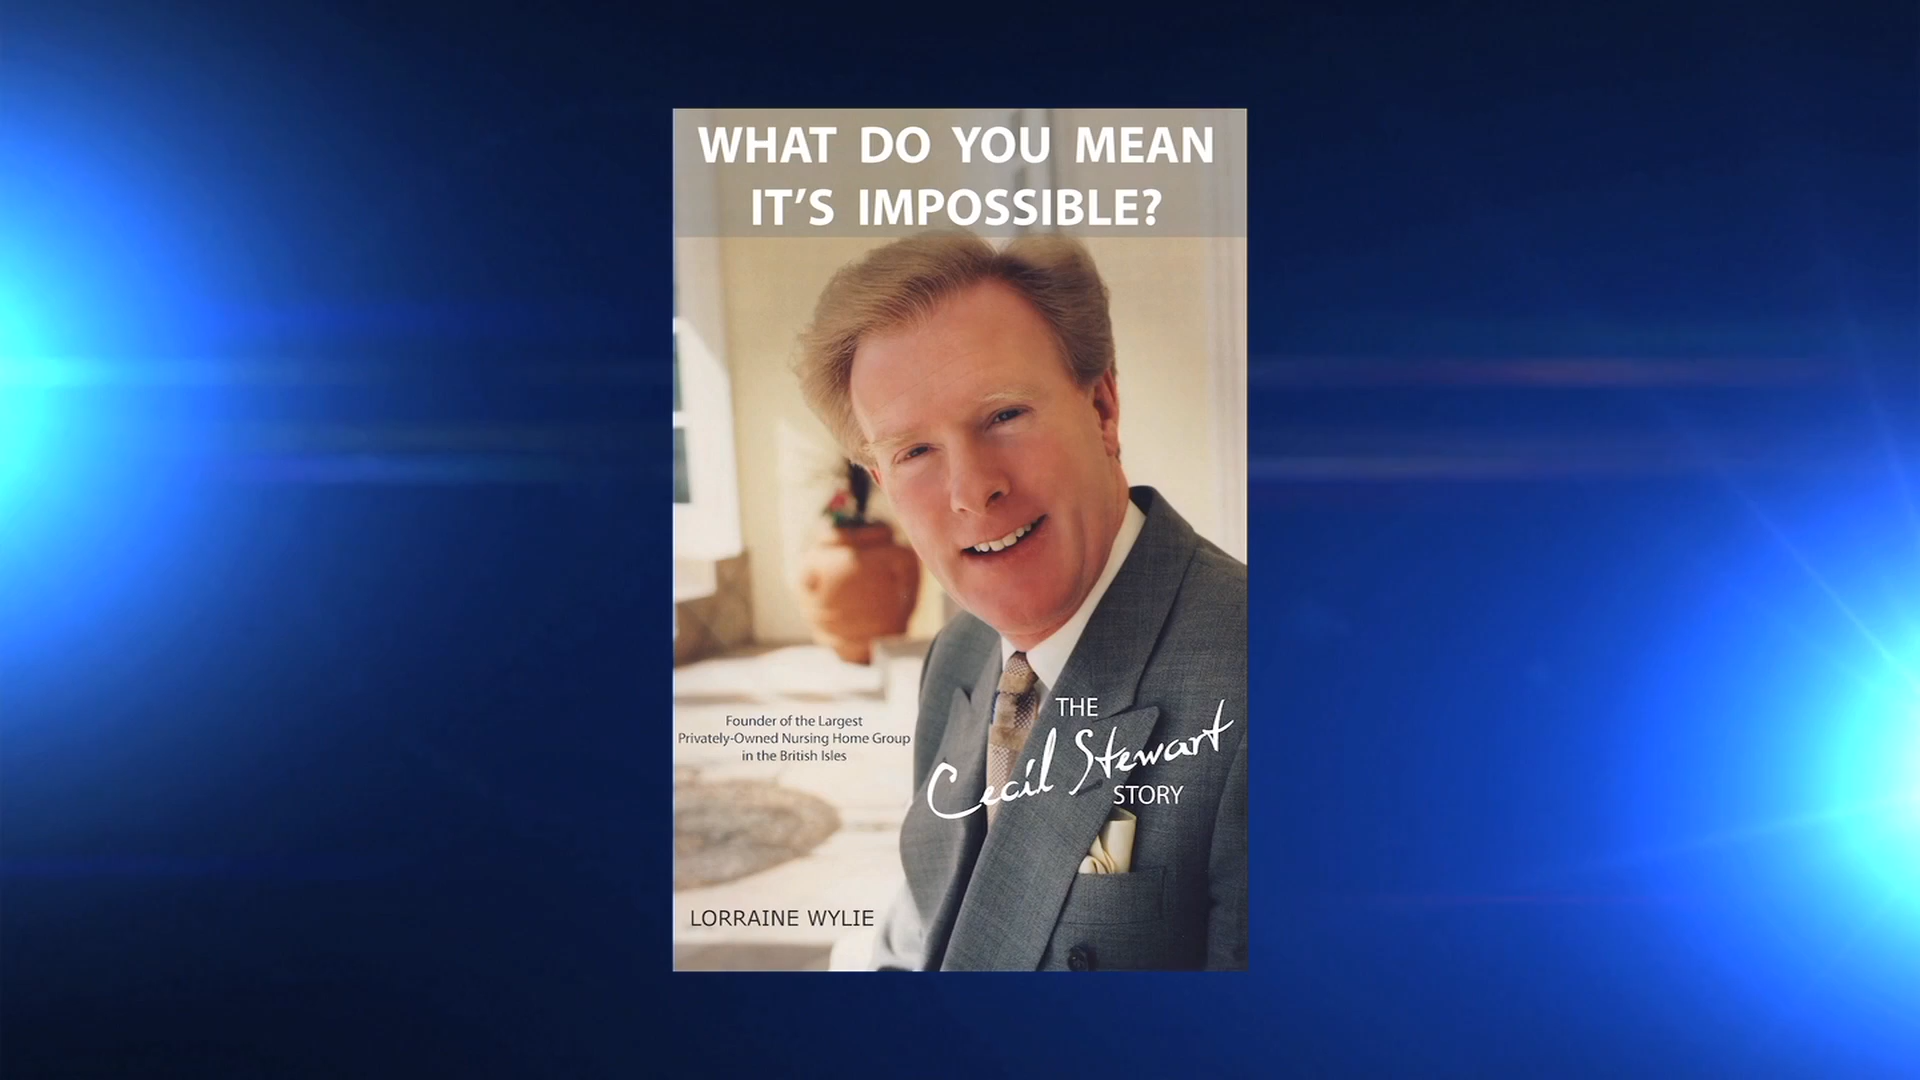 WHAT DO YOU MEAN
IT'S IMPOSSIBLE?
Founder of the Largest
Privately-Owned Nursing Home Group
in the British Isles
THE
Cecil Stewart
STORY
LORRAINE WYLIE